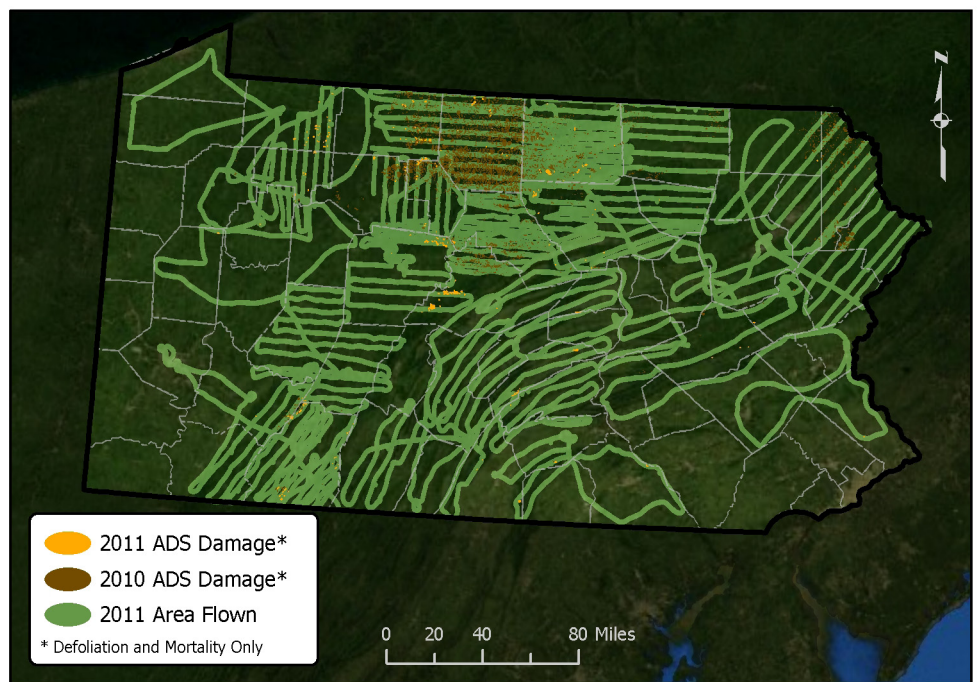 N
2011 ADS Damage*
2010 ADS Damage*
2011 Area Flown
* Defoliation and Mortality Only
0 20 40 80 Miles